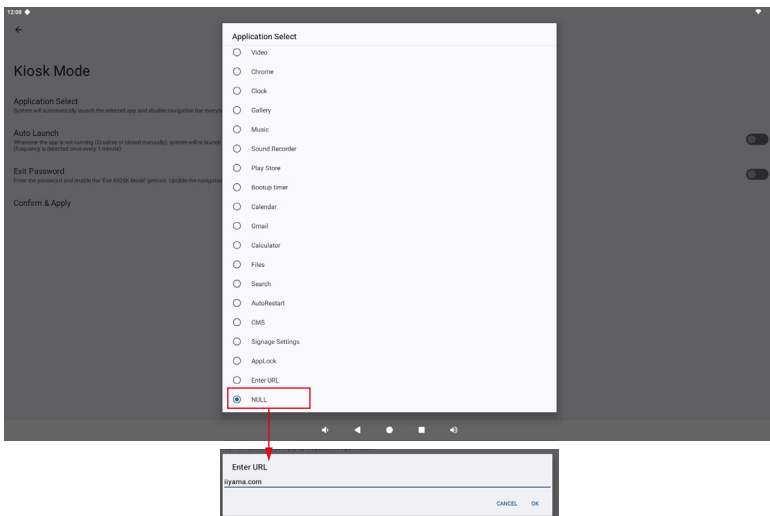 12:08
Application Select
Video
Chrome
Kiosk Mode
Clock
Application Select
System will automatically launch the selected app and disable navigation bar everyb
Gallery
Music
Auto Launch
Whenever the app is not running (Crashes or closed manually), system will re-launch
(frequency is detected once every 1 minute)
Sound Recorder
Play Store
Exit Password
Enter the password and enable the "Exit KIOSK Mode" gesture. Upside the navigation
Bootup timer
Confirm & Apply
Calendar
Gmail
Calculator
Files
Search
AutoRestart
CMS
Signage Settings
AppLock
Enter URL
NULL
Enter URL
iiyama.com
CANCEL OK